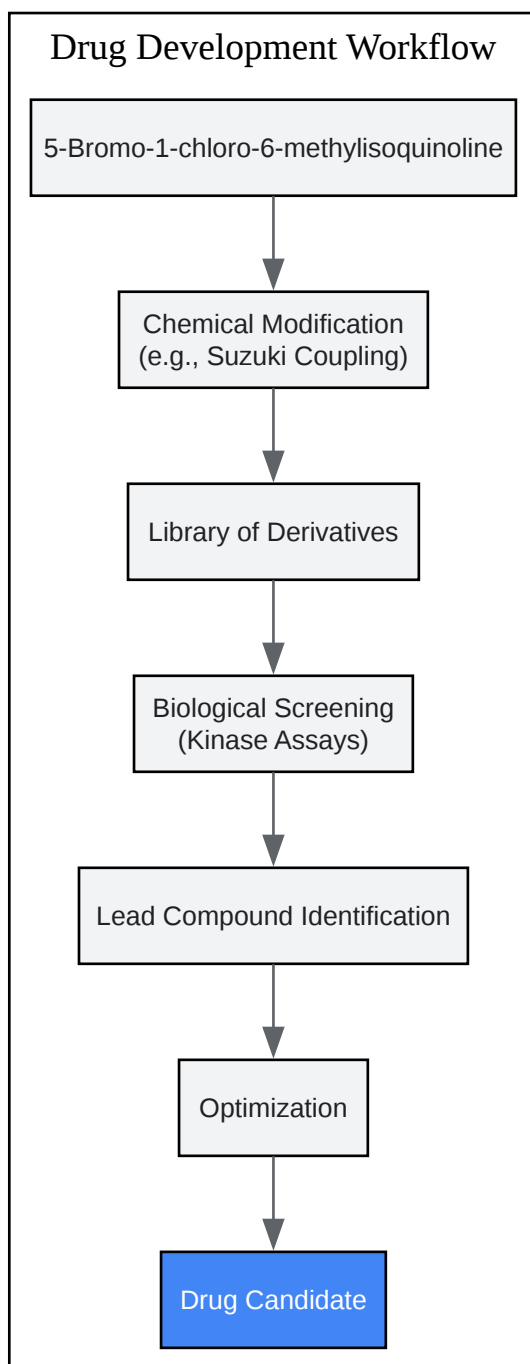 Drug Development Workflow
5-Bromo-1-chloro-6-methylisoquinoline
Chemical Modification
(e.g., Suzuki Coupling)
Library of Derivatives
Biological Screening
(Kinase Assays)
Lead Compound Identification
Optimization
Drug Candidate